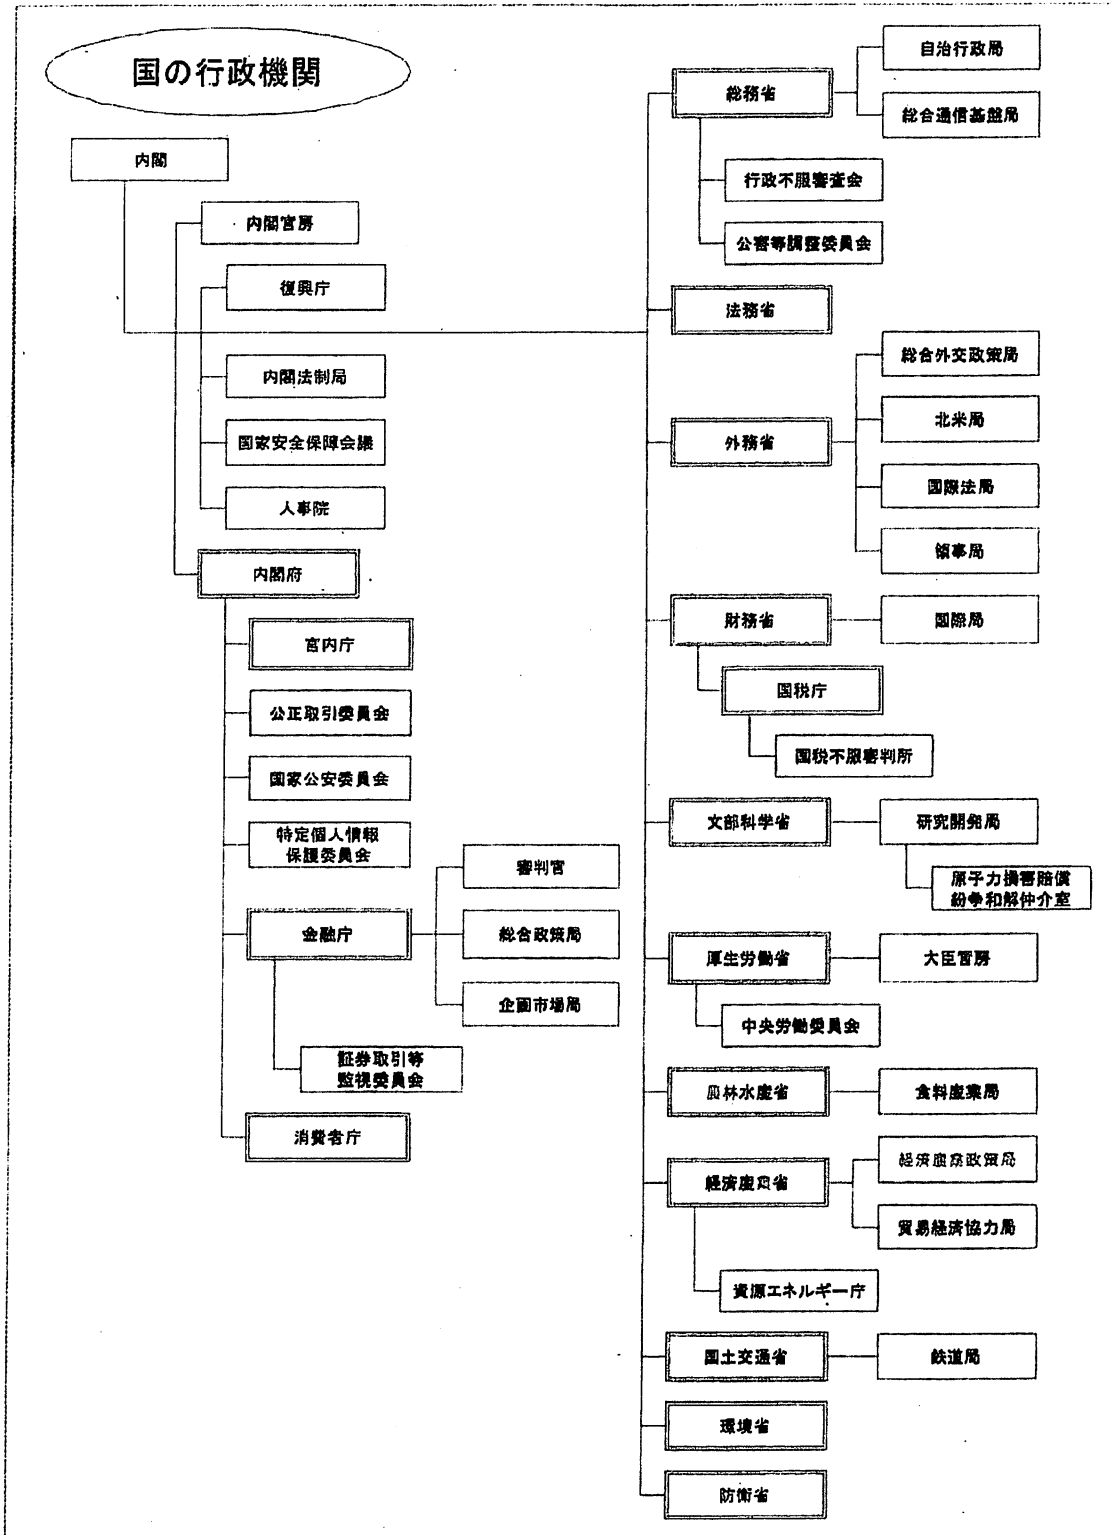 国の行政機関
内閣
内閣官房
復興庁
内閣法制局
国家安全保障会議
人事院
内閣府
宮内庁
公正取引委員会
国家公安委員会
特定個人情報
保護委員会
金融庁
審判官
総合政策局
企画市場局
証券取引等
監視委員会
消費者庁
総務省
自治行政局
総合通信基盤局
行政不服審査会
公害等調整委員会
法務省
外務省
総合外交政策局
北米局
国際法局
領事局
財務省
国際局
国税庁
国税不服審判所
文部科学省
研究開発局
原子力損害賠償
紛争和解仲介室
厚生労働省
大臣官房
中央労働委員会
農林水産省
食料産業局
経済産業省
経済産業政策局
貿易経済協力局
資源エネルギー庁
国土交通省
鉄道局
環境省
防衛省